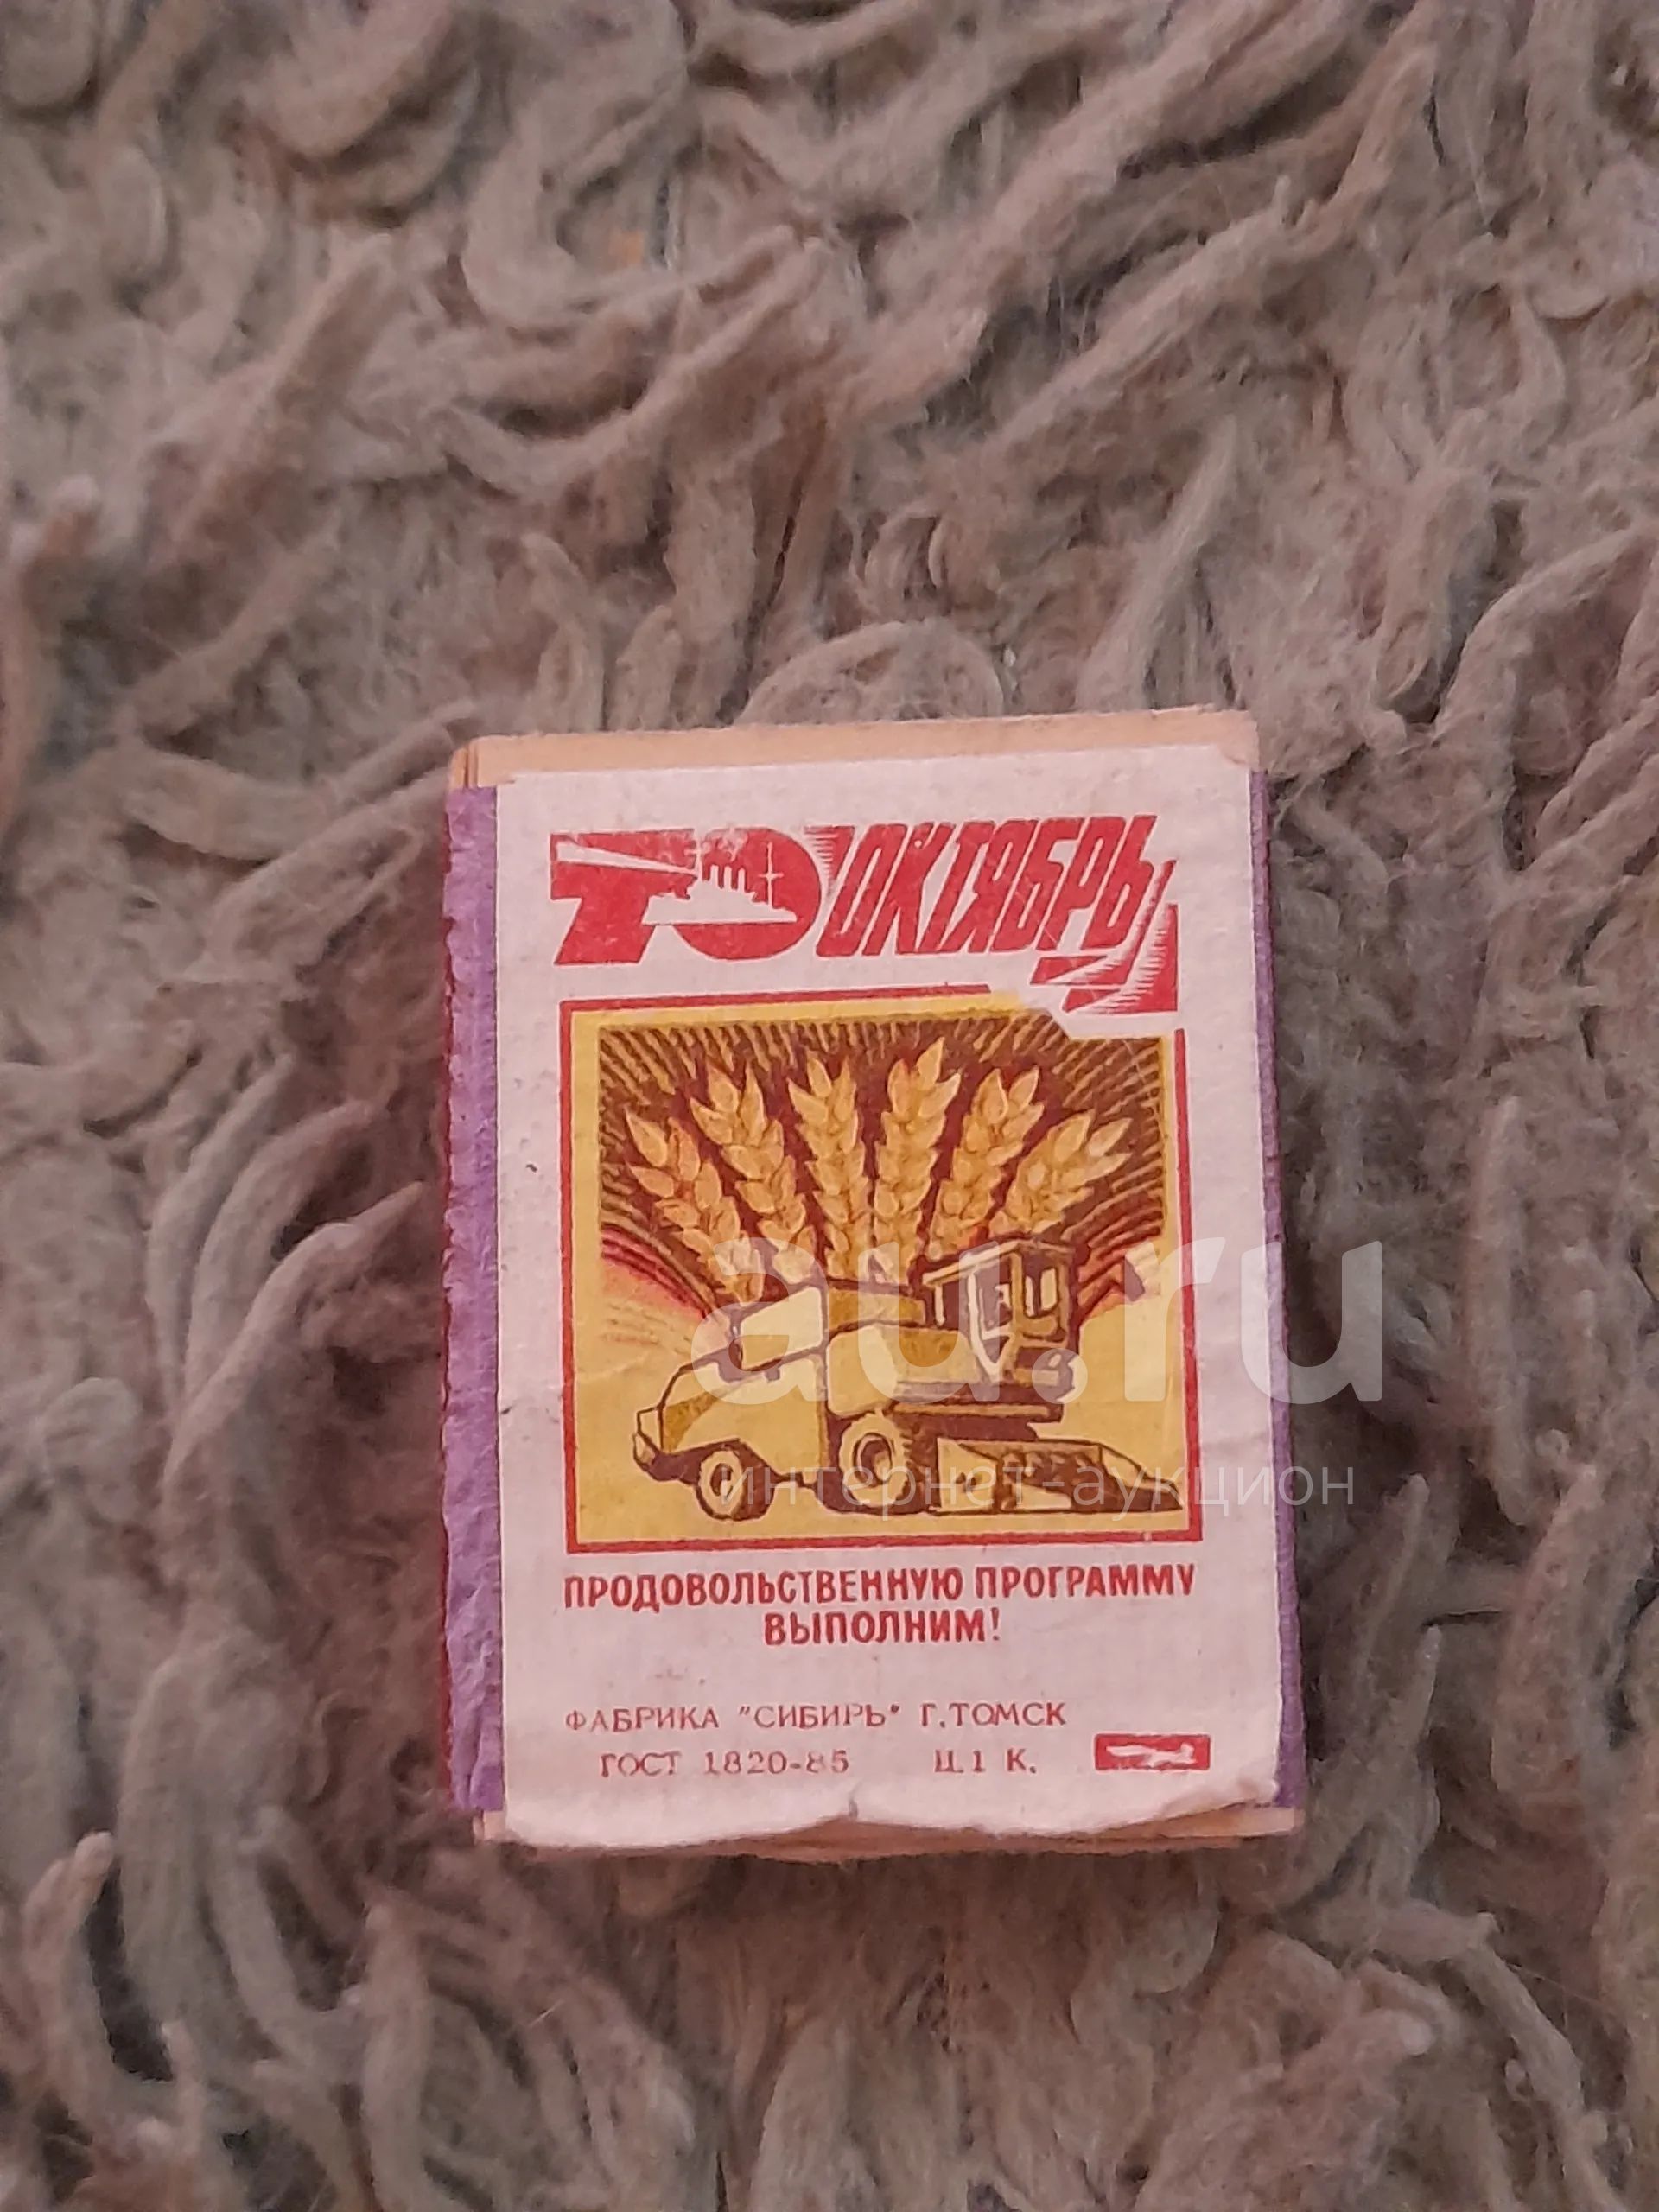 70 ОКТЯБРЬ
au.ru
интернет-аукцион
ПРОДОВОЛЬСТВЕННУЮ ПРОГРАММУ
ВЫПОЛНИМ!
ФАБРИКА "СИБИРЬ" Г.ТОМСК
ГОСТ 1820-85 Ц.1 К.